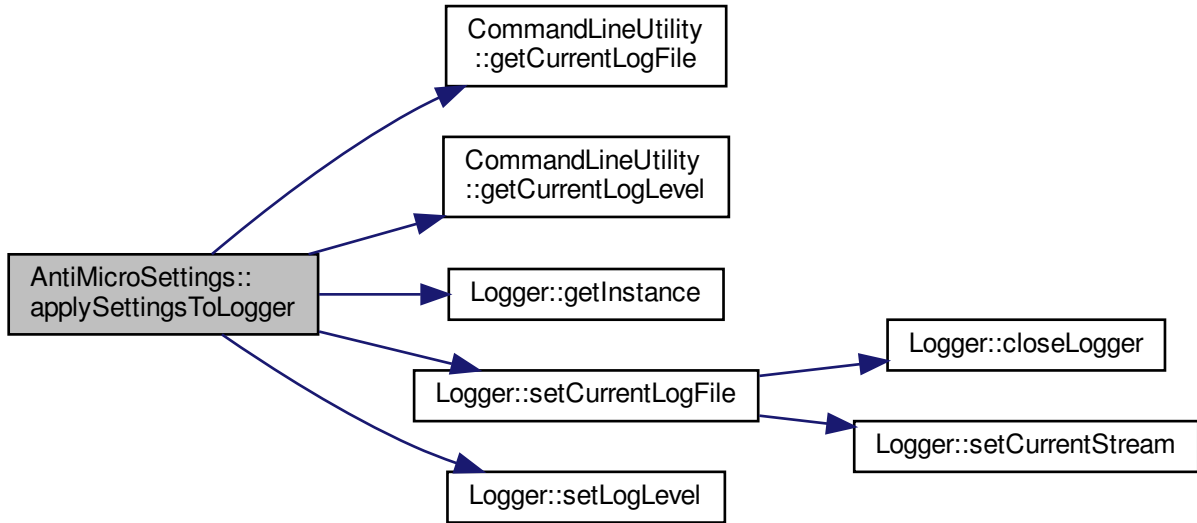 CommandLineUtility
::getCurrentLogFile
CommandLineUtility
::getCurrentLogLevel
AntiMicroSettings::
applySettingsToLogger
Logger::getInstance
Logger::closeLogger
Logger::setCurrentLogFile
Logger::setCurrentStream
Logger::setLogLevel